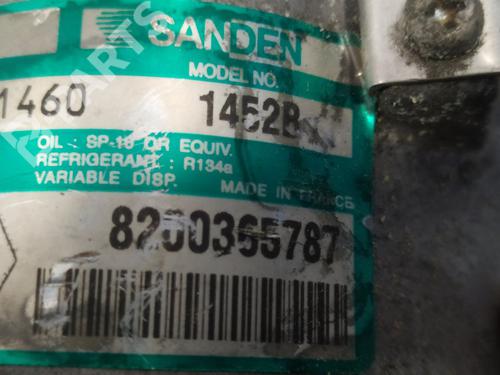 SANDEN
MODEL NO.
1460 1452B
OIL : SP-10 OR EQUIV.
REFRIGERANT : R134a
VARIABLE DISP. MADE IN FRANCE
8200365787